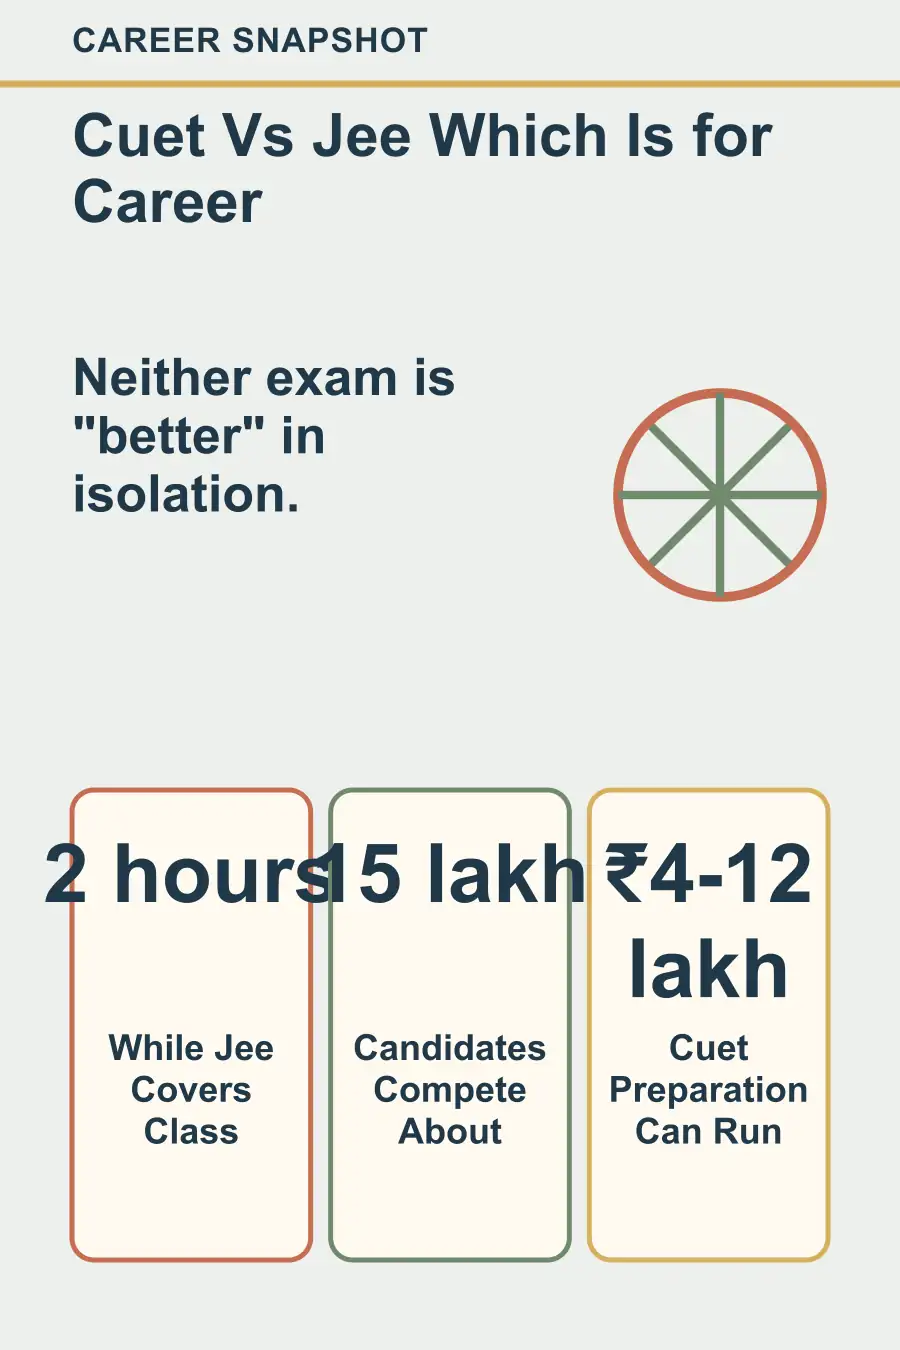 CAREER SNAPSHOT
Cuet Vs Jee Which Is for
Career
Neither exam is
"better" in
isolation.
2 hours
15 lakh
₹4-12
lakh
While Jee
Covers
Class
Candidates
Compete
About
Cuet
Preparation
Can Run